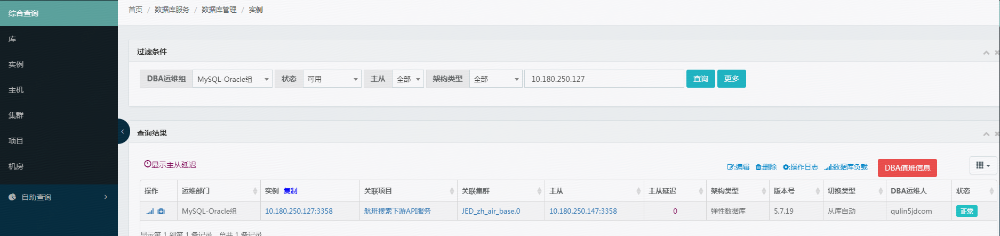 综合查询
库
实例
主机
集群
项目
机房
自助查询
首页 / 数据库服务 / 数据库管理 / 实例
过滤条件
DBA运维组 MySQL-Oracle组 状态 可用 主从 全部 架构类型 全部 10.180.250.127 查询 更多
查询结果
显示主从延迟
:编辑 :删除 :操作日志 :数据库负载 DBA值班信息
操作 运维部门 实例 复制 关联项目 关联集群 主从 主从延迟 架构类型 版本号 切换类型 DBA运维人 状态
MySQL-Oracle组 10.180.250.127:3358 航班搜索下游API服务 JED_zh_air_base.0 10.180.250.147:3358 0 弹性数据库 5.7.19 从库自动 qulin5jdcom 正常
显示第 1 到第 1 条记录，总共 1 条记录